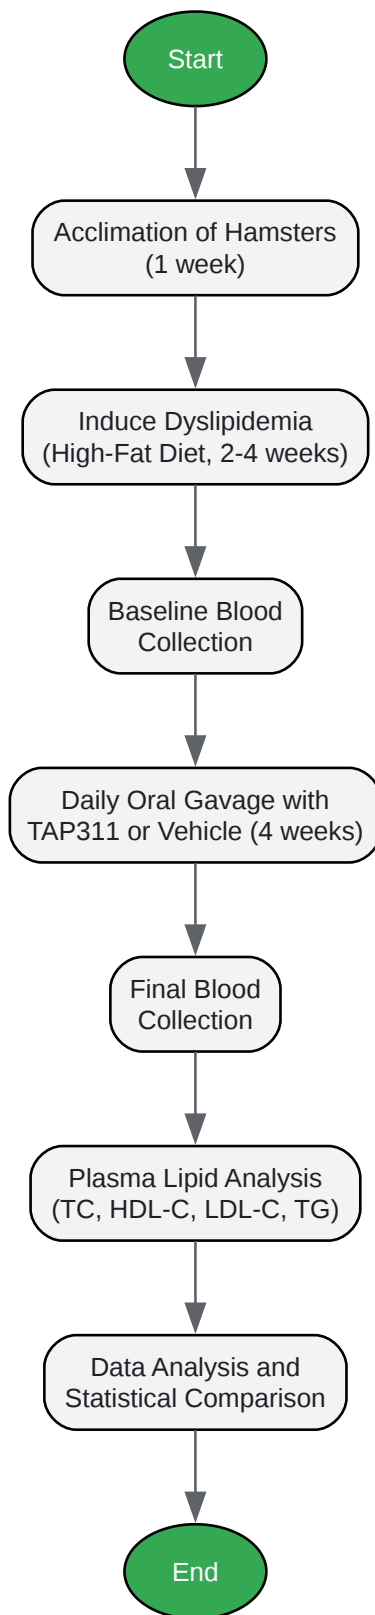 Start
Acclimation of Hamsters
(1 week)
Induce Dyslipidemia
(High-Fat Diet, 2-4 weeks)
Baseline Blood
Collection
Daily Oral Gavage with
TAP311 or Vehicle (4 weeks)
Final Blood
Collection
Plasma Lipid Analysis
(TC, HDL-C, LDL-C, TG)
Data Analysis and
Statistical Comparison
End